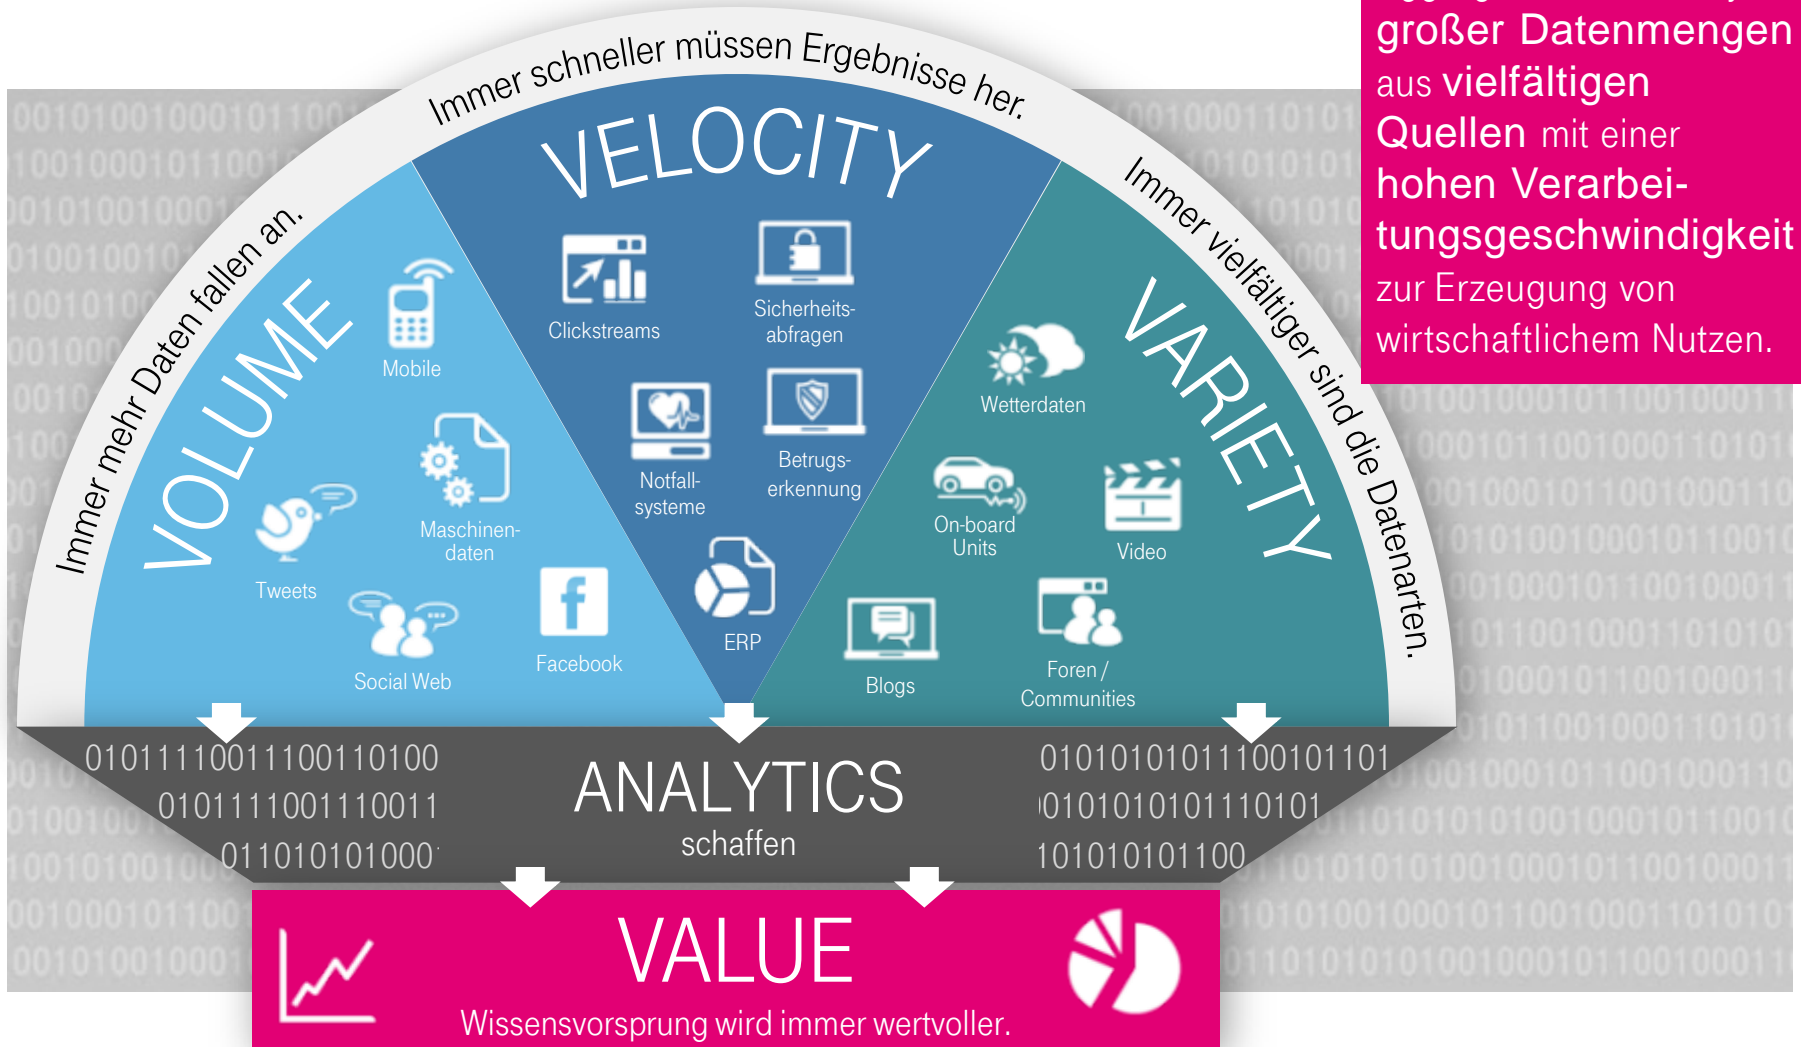 großer Datenmengen
aus vielfältigen
Quellen mit einer
hohen Verarbei-
tungsgeschwindigkeit
zur Erzeugung von
wirtschaftlichem Nutzen.
Immer mehr Daten fallen an.
Immer schneller müssen Ergebnisse her.
Immer vielfältiger sind die Datenarten.
VOLUME
Mobile
Maschinen-
daten
Tweets
Social Web
Facebook
VELOCITY
Clickstreams
Sicherheits-
abfragen
Notfall-
systeme
Betrugs-
erkennung
ERP
VARIETY
Wetterdaten
On-board
Units
Video
Blogs
Foren /
Communities
01011110011100110100
0101111001110011
011010101000
ANALYTICS
schaffen
01010101011100101101
0101010101110101
101010101100
VALUE
Wissensvorsprung wird immer wertvoller.